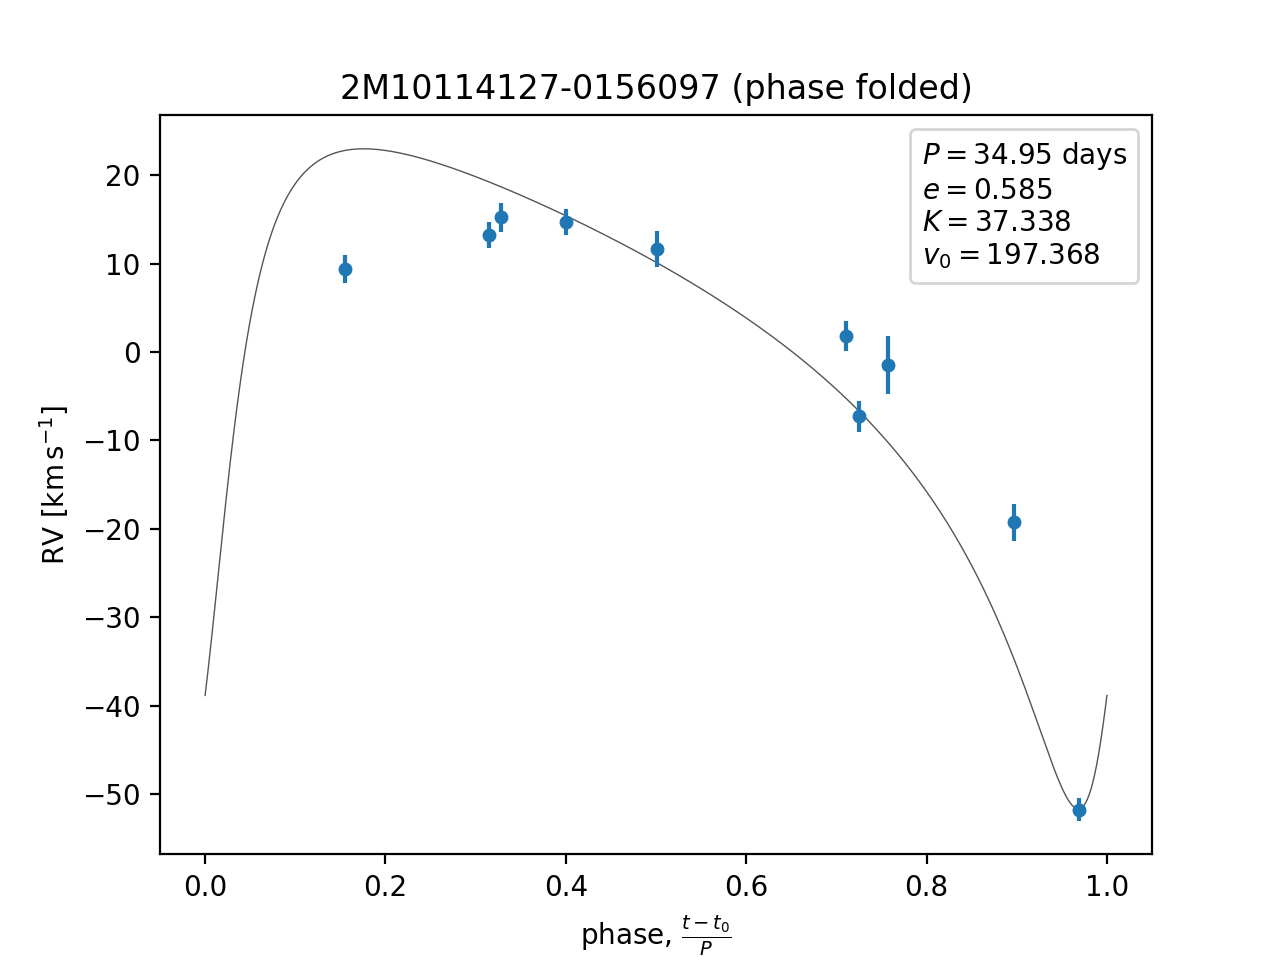 2M10114127-0156097 (phase folded)
P = 34.95 days
e = 0.585
K = 37.338
v₀ = 197.368
20
10
0
−10
−20
−30
−40
−50
RV [km s⁻¹]
0.0 0.2 0.4 0.6 0.8 1.0
phase, (t − t₀)/P